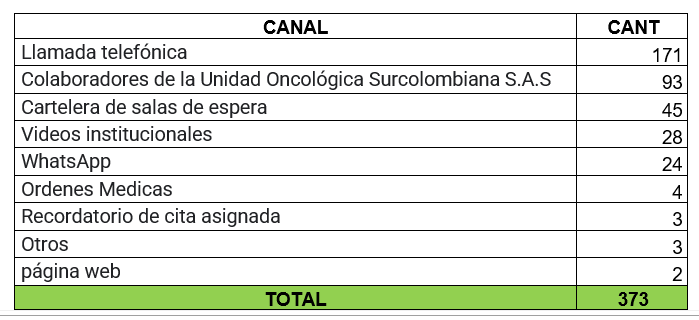 CANAL CANT
Llamada telefónica 171
Colaboradores de la Unidad Oncológica Surcolombiana S.A.S 93
Cartelera de salas de espera 45
Videos institucionales 28
WhatsApp 24
Ordenes Medicas 4
Recordatorio de cita asignada 3
Otros 3
página web 2
TOTAL 373